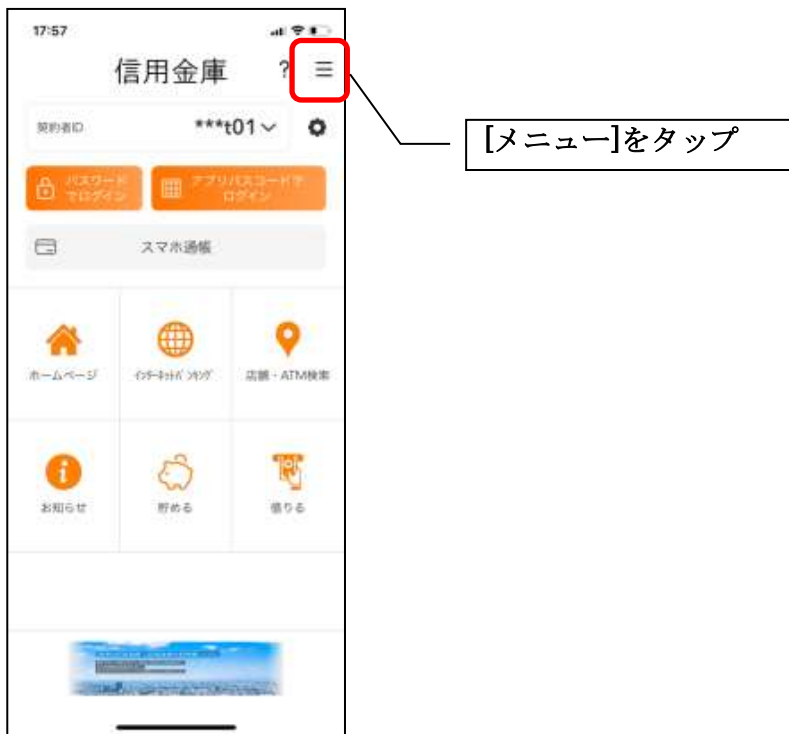 17:57
信用金庫 ? ☰
契約者ID ***t01
[メニュー]をタップ
パスワード
でログイン
アプリパスコードで
ログイン
スマホ通帳
ホームページ
インターネットバンキング
店舗・ATM検索
お知らせ
貯める
借りる